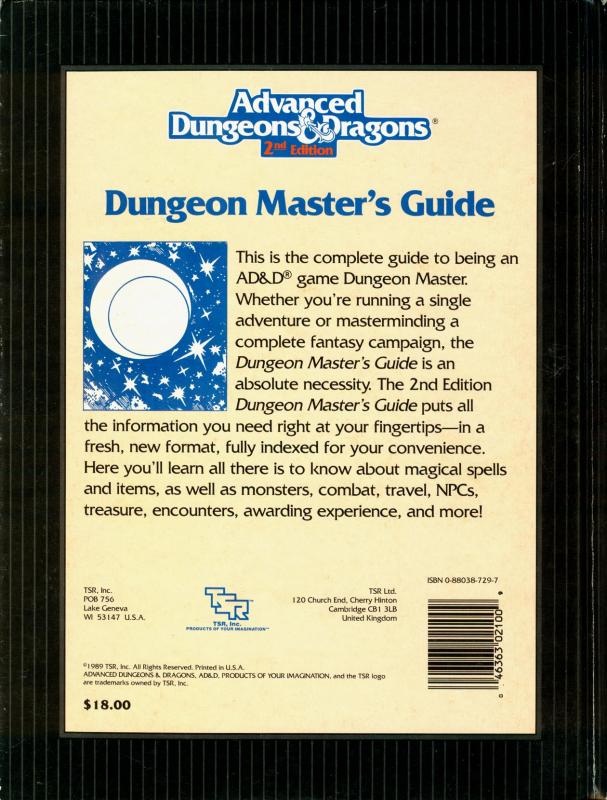 Advanced
Dungeons & Dragons®
2nd Edition
Dungeon Master's Guide
This is the complete guide to being an
AD&D® game Dungeon Master.
Whether you're running a single
adventure or masterminding a
complete fantasy campaign, the
Dungeon Master's Guide is an
absolute necessity. The 2nd Edition
Dungeon Master's Guide puts all
the information you need right at your fingertips—in a
fresh, new format, fully indexed for your convenience.
Here you'll learn all there is to know about magical spells
and items, as well as monsters, combat, travel, NPCs,
treasure, encounters, awarding experience, and more!
TSR, Inc.
POB 756
Lake Geneva
WI 53147 U.S.A.
TSR™
TSR, Inc.
PRODUCTS OF YOUR IMAGINATION™
TSR Ltd.
120 Church End, Cherry Hinton
Cambridge CB1 3LB
United Kingdom
ISBN 0-88038-729-7
0 46363 02100 9
©1989 TSR, Inc. All Rights Reserved. Printed in U.S.A.
ADVANCED DUNGEONS & DRAGONS, AD&D, PRODUCTS OF YOUR IMAGINATION, and the TSR logo
are trademarks owned by TSR, Inc.
$18.00